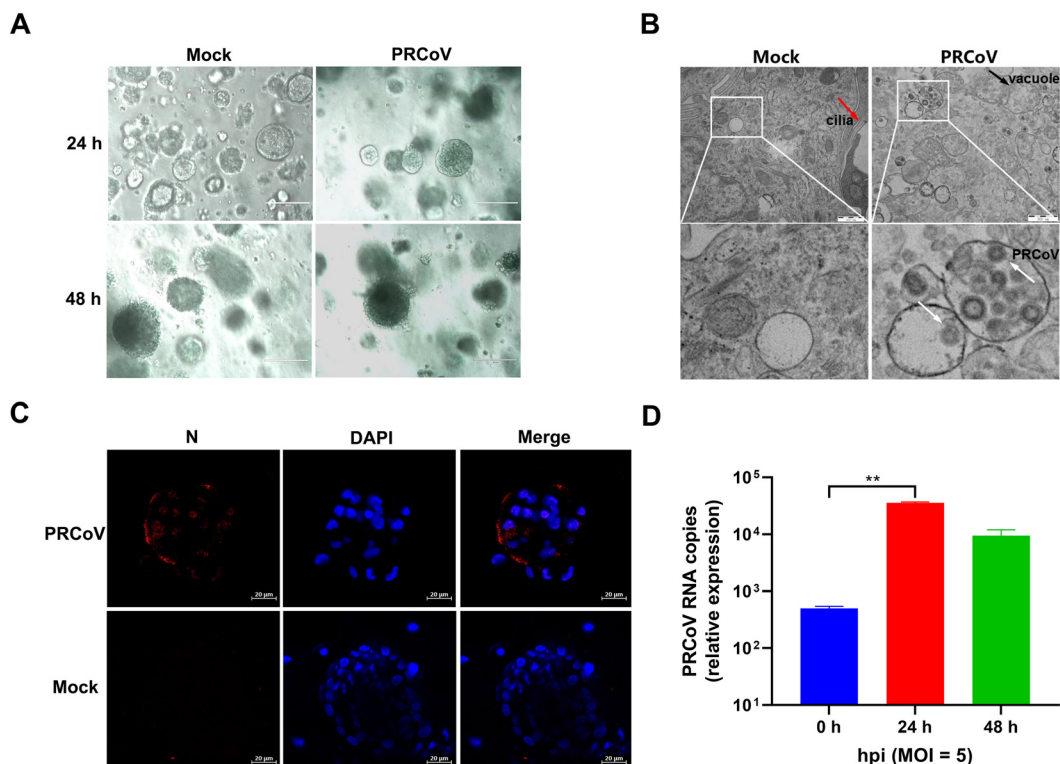 A
Mock
PRCoV
24 h
48 h
B
Mock
PRCoV
cilia
vacuole
PRCoV
C
N
DAPI
Merge
PRCoV
20 µm
20 µm
20 µm
Mock
20 µm
20 µm
20 µm
D
PRCoV RNA copies
(relative expression)
10⁵
10⁴
10³
10²
10¹
**
0 h
24 h
48 h
hpi (MOI = 5)